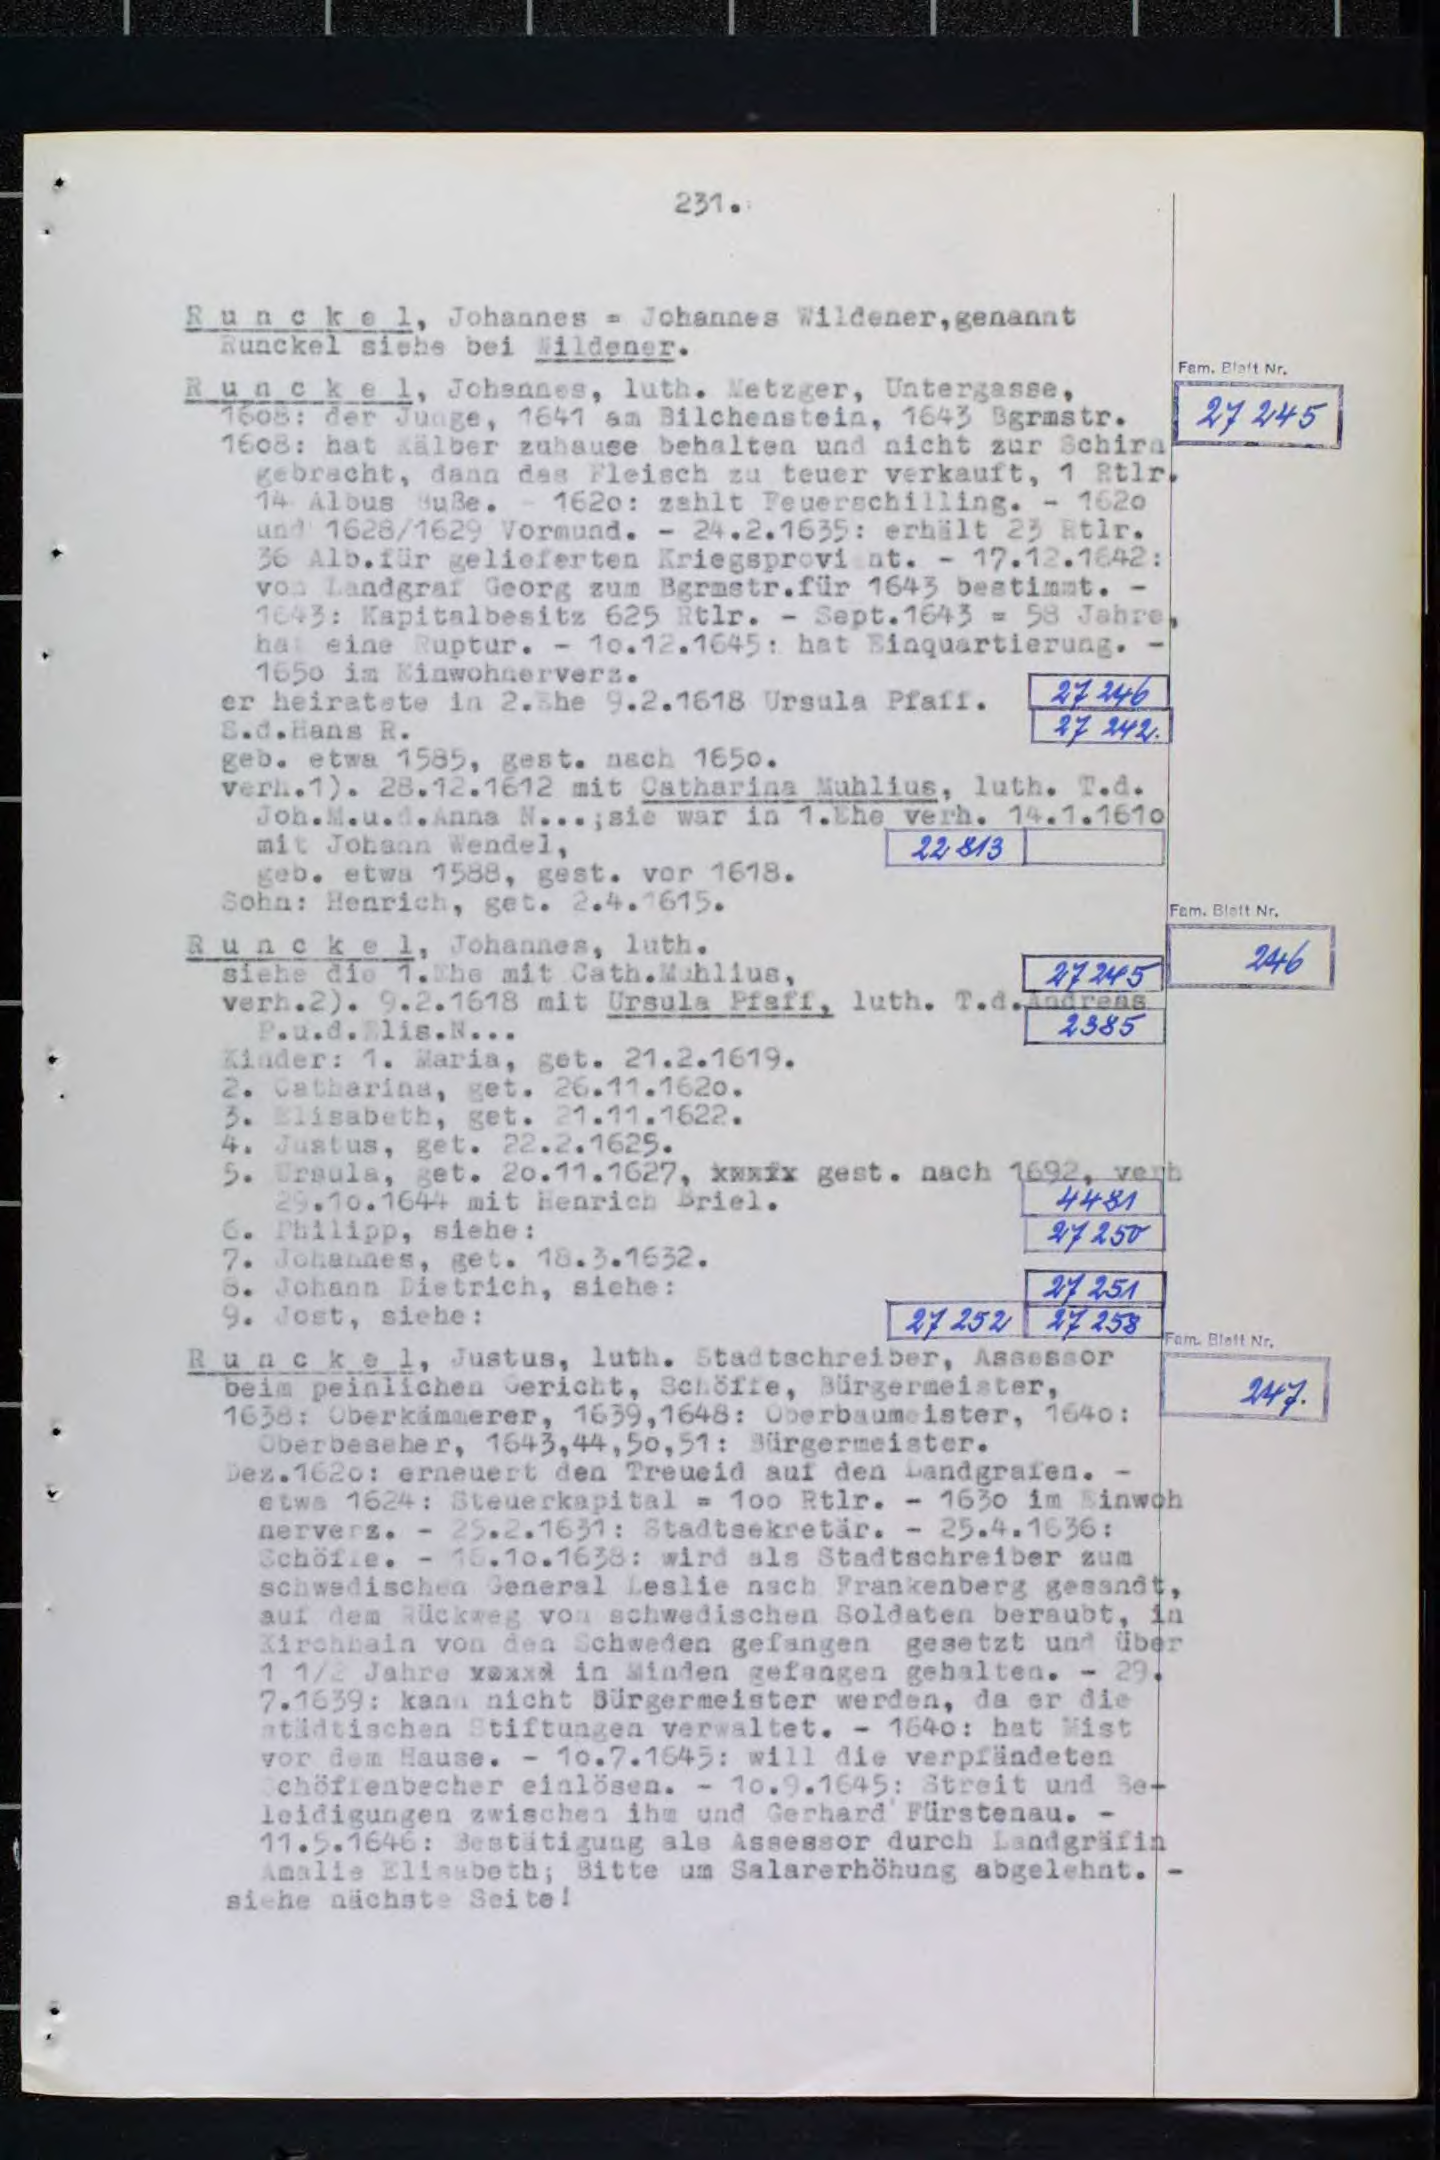 231.
R u n c k e l, Johannes = Johannes Wildener,genannt
Runckel siehe bei Wildener.
Fam. Blatt Nr.
R u n c k e l, Johannes, luth. Metzger, Untergasse,
27 245
1608: der Junge, 1641 am Bilchenstein, 1643 Bgrmstr.
1608: hat Kälber zuhause behalten und nicht zur Schirn
gebracht, dann das Fleisch zu teuer verkauft, 1 Rtlr.
14 Albus Buße. - 1620: zahlt Feuerschilling. - 1620
und 1628/1629 Vormund. - 24.2.1635: erhält 23 Rtlr.
36 Alb.für gelieferten Kriegsproviant. - 17.12.1642:
von Landgraf Georg zum Bgrmstr.für 1643 bestimmt. -
1643: Kapitalbesitz 625 Rtlr. - Sept.1643 = 58 Jahre,
hat eine Ruptur. - 10.12.1645: hat Einquartierung. -
1650 im Einwohnerverz.
er heiratete in 2.Ehe 9.2.1618 Ursula Pfaff. 27 246
S.d.Hans R. 27 242.
geb. etwa 1585, gest. nach 1650.
verh.1). 28.12.1612 mit Catharina Muhlius, luth. T.d.
Joh.M.u.d.Anna N...;sie war in 1.Ehe verh. 14.1.1610
mit Johann Wendel, 22 813
geb. etwa 1588, gest. vor 1618.
Sohn: Henrich, get. 2.4.1615.
Fam. Blatt Nr.
R u n c k e l, Johannes, luth.
246
siehe die 1.Ehe mit Cath.Muhlius, 27 245
verh.2). 9.2.1618 mit Ursula Pfaff, luth. T.d.Andreas
P.u.d.Elis.N... 2385
Kinder: 1. Maria, get. 21.2.1619.
2. Catharina, get. 26.11.1620.
3. Elisabeth, get. 21.11.1622.
4. Justus, get. 22.2.1625.
5. Ursula, get. 20.11.1627, xxxix gest. nach 1692, verh
29.10.1644 mit Henrich Briel. 4481
6. Philipp, siehe: 27 250
7. Johannes, get. 18.3.1632.
8. Johann Dietrich, siehe: 27 251
9. Jost, siehe: 27 252 27 258
Fam. Blatt Nr.
R u n c k e l, Justus, luth. Stadtschreiber, Assessor
247.
beim peinlichen Gericht, Schöffe, Bürgermeister,
1638: Oberkämmerer, 1639,1648: Oberbaumeister, 1640:
Oberbeseher, 1643,44,50,51: Bürgermeister.
Dez.1620: erneuert den Treueid auf den Landgrafen. -
etwa 1624: Steuerkapital = 100 Rtlr. - 1630 im Einwoh
nerverz. - 25.2.1631: Stadtsekretär. - 25.4.1636:
Schöffe. - 16.10.1638: wird als Stadtschreiber zum
schwedischen General Leslie nach Frankenberg gesandt,
auf dem Rückweg von schwedischen Soldaten beraubt, in
Kirchhain von den Schweden gefangen gesetzt und über
1 1/2 Jahre xxxxx in Minden gefangen gehalten. - 29.
7.1639: kann nicht Bürgermeister werden, da er die
städtischen Stiftungen verwaltet. - 1640: hat Mist
vor dem Hause. - 10.7.1645: will die verpfändeten
Schöffenbecher einlösen. - 10.9.1645: Streit und Be-
leidigungen zwischen ihm und Gerhard Fürstenau. -
11.5.1646: Bestätigung als Assessor durch Landgräfin
Amalie Elisabeth; Bitte um Salarerhöhung abgelehnt. -
siehe nächste Seite!